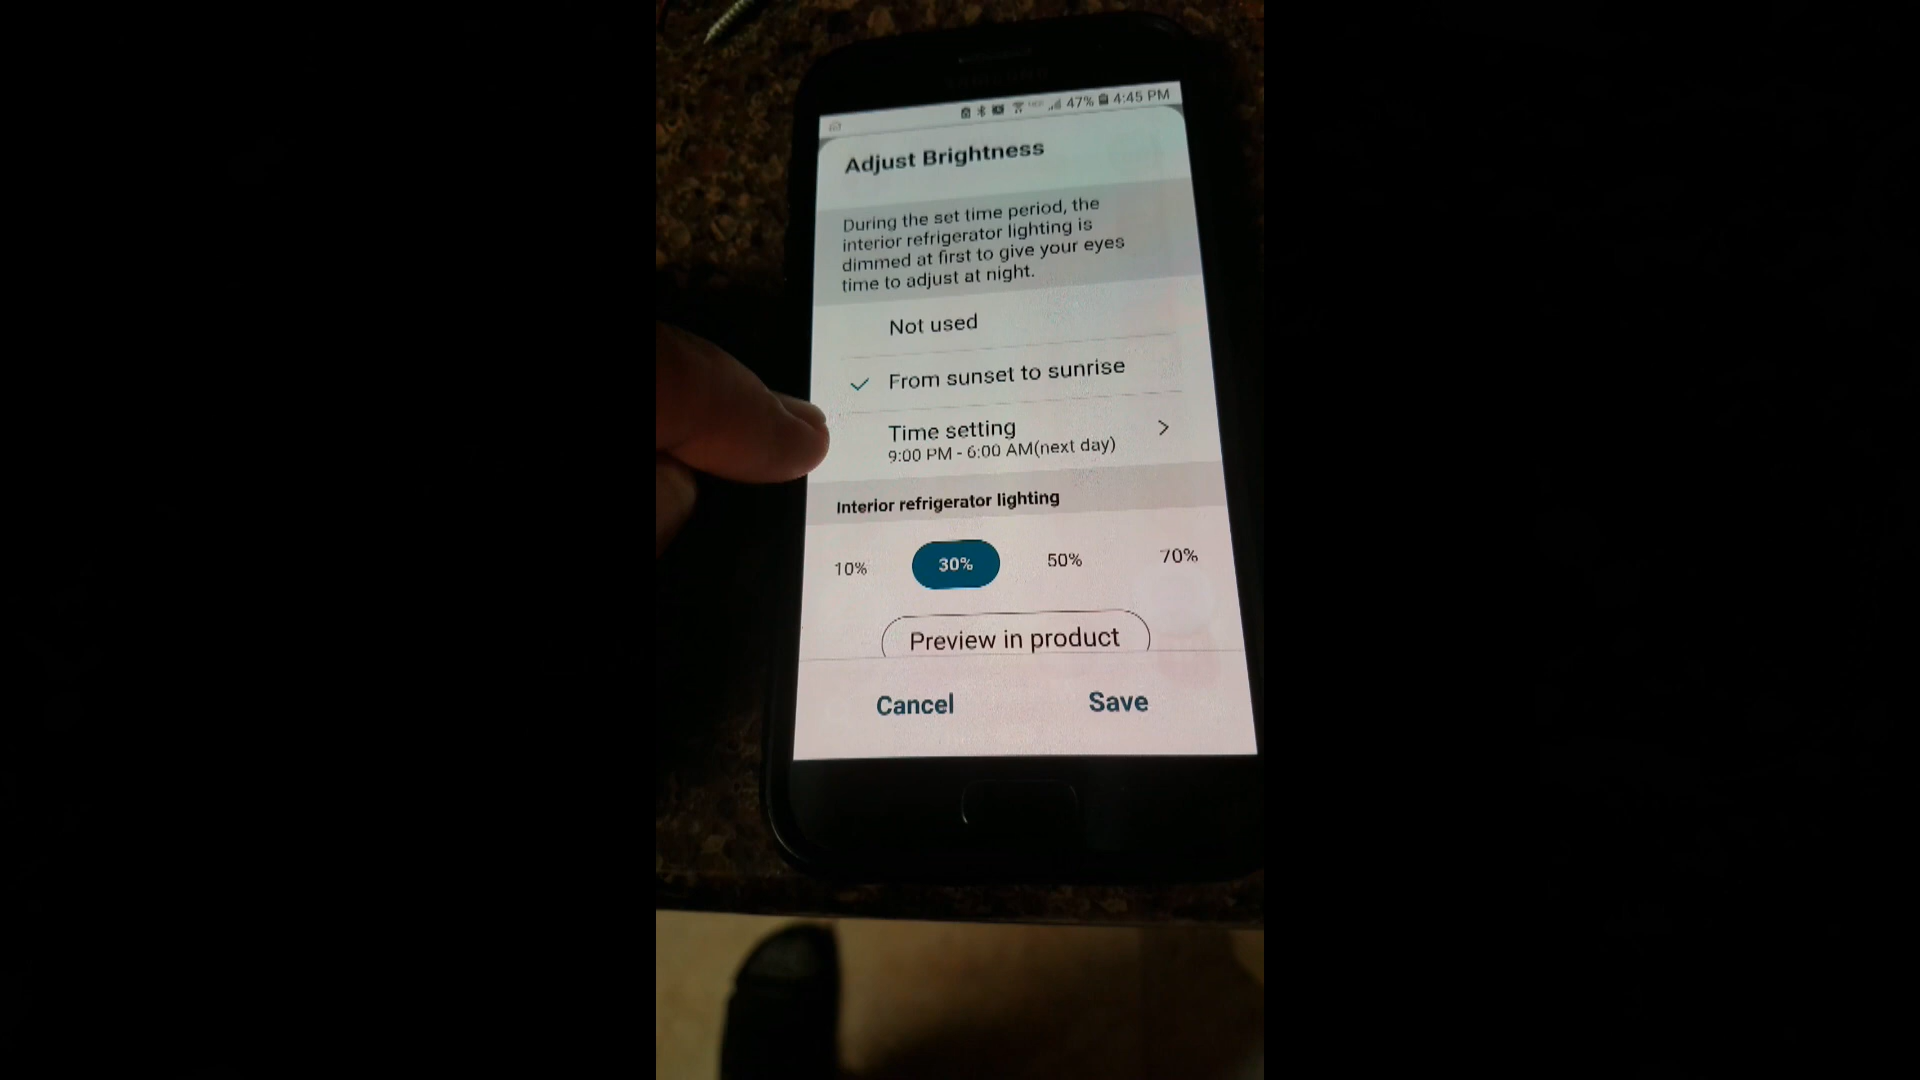 47% 4:45 PM
Adjust Brightness
During the set time period, the
interior refrigerator lighting is
dimmed at first to give your eyes
time to adjust at night.
Not used
From sunset to sunrise
Time setting
9:00 PM - 6:00 AM(next day)
Interior refrigerator lighting
10% 30% 50% 70%
Preview in product
Cancel Save